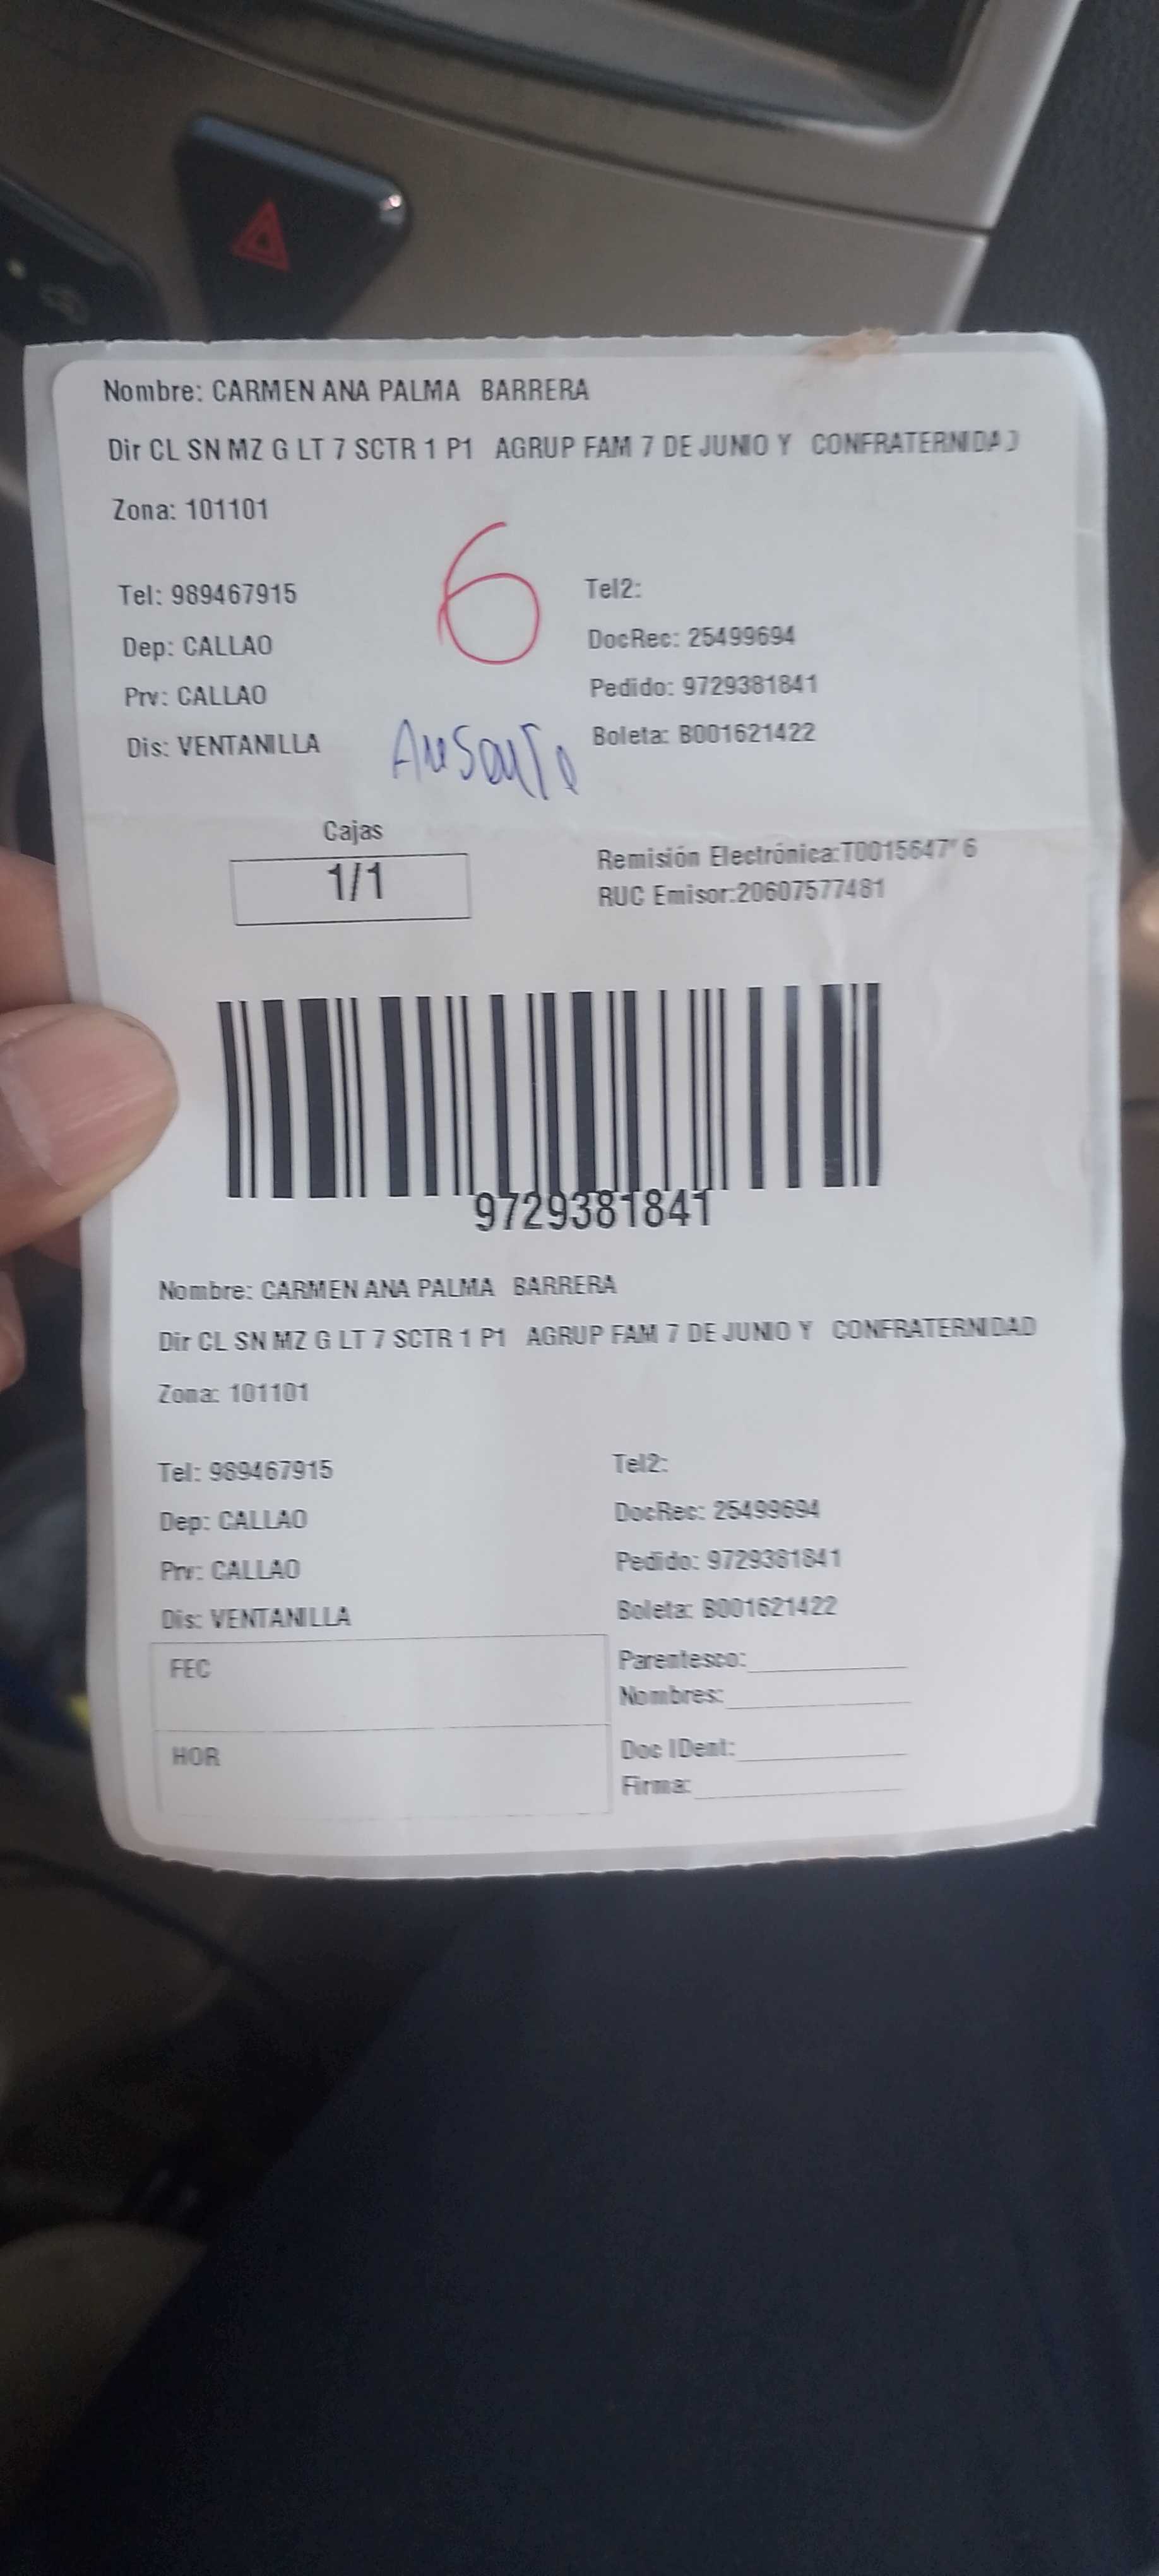 Nombre: CARMEN ANA PALMA BARRERA
Dir CL SN MZ G LT 7 SCTR 1 P1 AGRUP FAM 7 DE JUNIO Y CONFRATERNIDAD
Zona: 101101
6
Tel: 989467915 Tel2:
Dep: CALLAO DocRec: 25499694
Prv: CALLAO Pedido: 9729381841
Dis: VENTANILLA Boleta: B001621422
Ausente
Cajas
1/1
Remisión Electrónica:
RUC Emisor:20607577481
9729381841
Nombre: CARMEN ANA PALMA BARRERA
Dir CL SN MZ G LT 7 SCTR 1 P1 AGRUP FAM 7 DE JUNIO Y CONFRATERNIDAD
Zona: 101101
Tel: 989467915 Tel2:
Dep: CALLAO DocRec: 25499694
Prv: CALLAO Pedido: 9729381841
Dis: VENTANILLA Boleta: B001621422
FEC
Parentesco:
Nombres:
HOR
Doc IDent:
Firma: